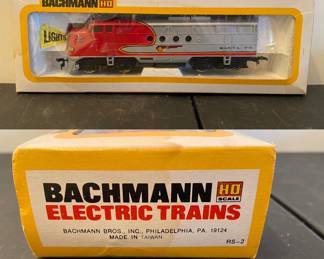 BACHMANN HO
LIGHTS
SANTA FE
BACHMANN HO
SCALE
ELECTRIC TRAINS
BACHMANN BROS., INC., PHILADELPHIA, PA. 19124
MADE IN TAIWAN
RS-2